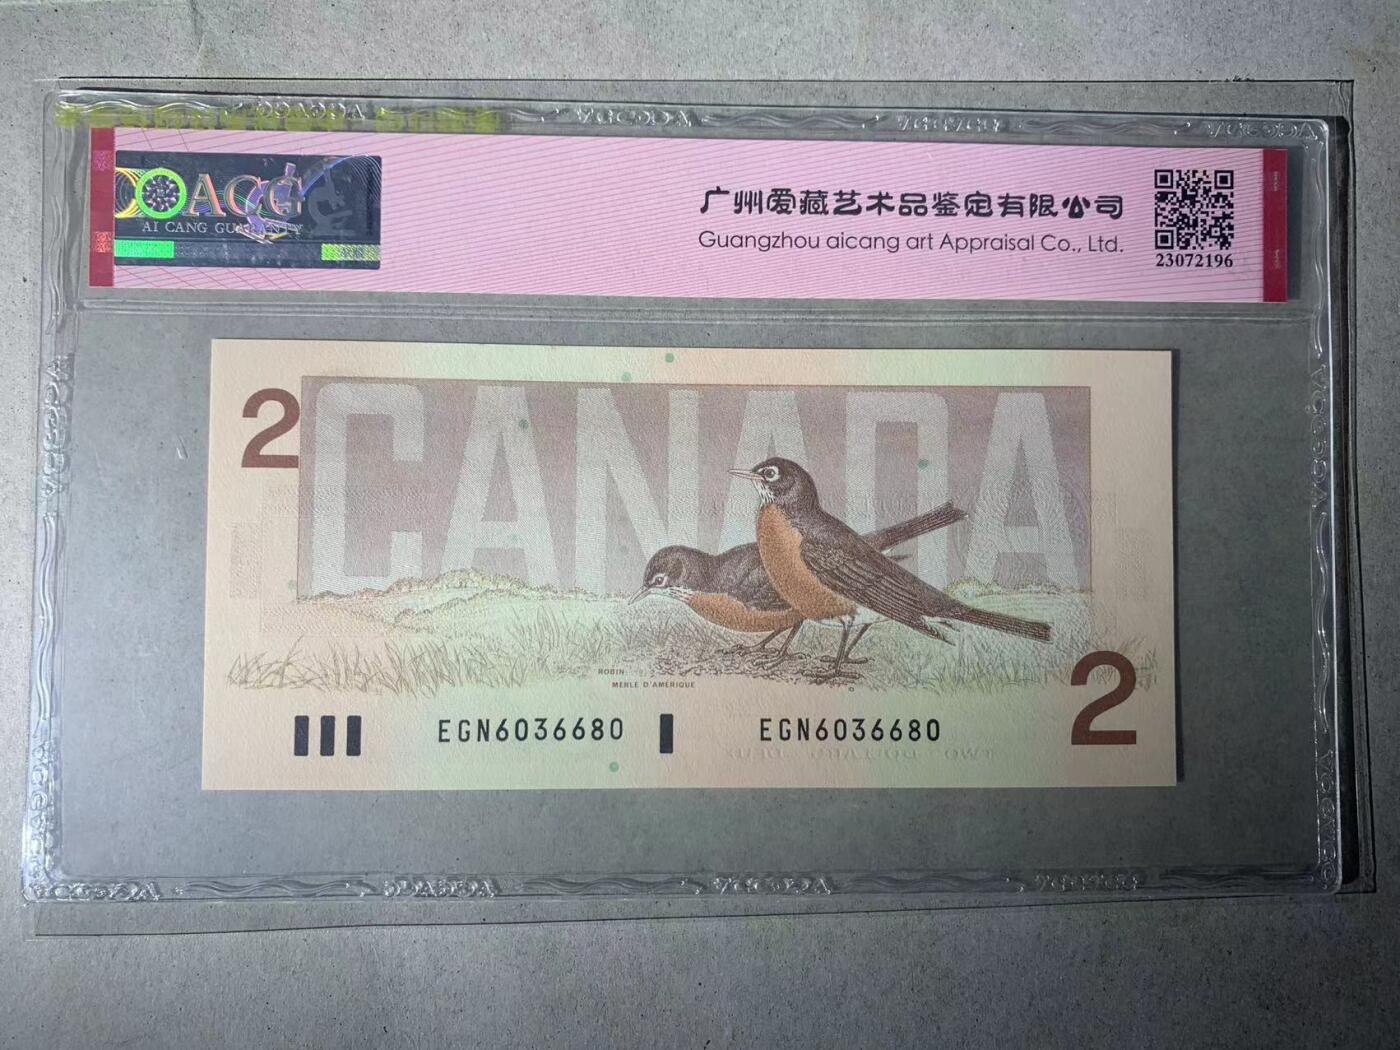 ACG
AI CANG GUARANTY
广州爱藏艺术品鉴定有限公司
Guangzhou aicang art Appraisal Co., Ltd.
23072196
2
CANADA
ROBIN
MERLE D'AMÉRIQUE
2
EGN6036680
EGN6036680